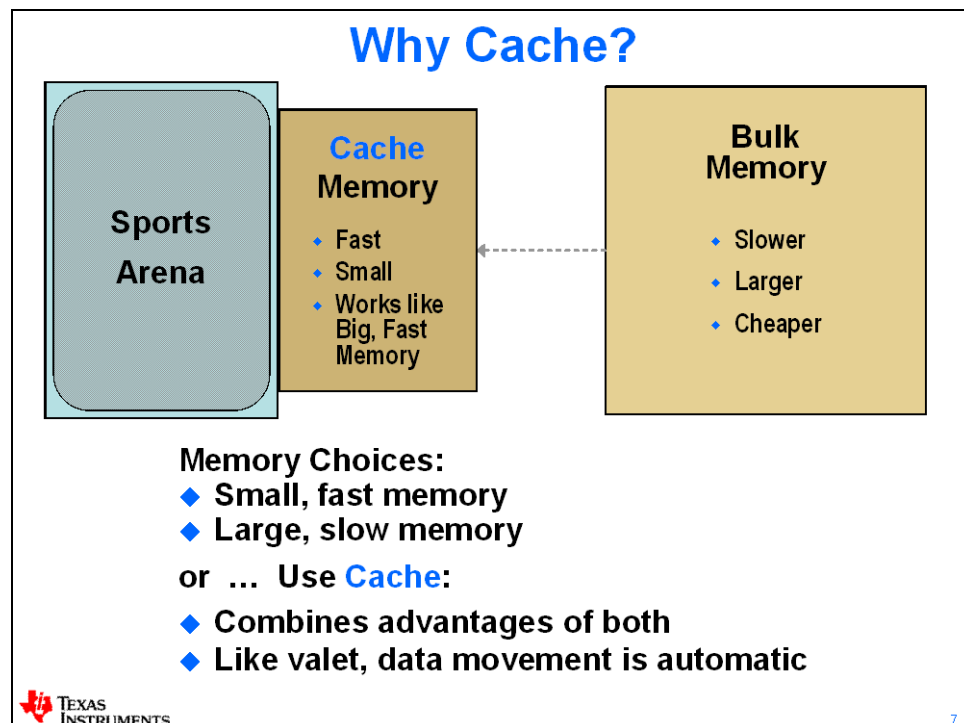 Why Cache?
Sports
Arena
Cache
Memory
Fast
Small
Works like
Big, Fast
Memory
Bulk
Memory
Slower
Larger
Cheaper
Memory Choices:
Small, fast memory
Large, slow memory
or ... Use Cache:
Combines advantages of both
Like valet, data movement is automatic
TEXAS
INSTRUMENTS
7